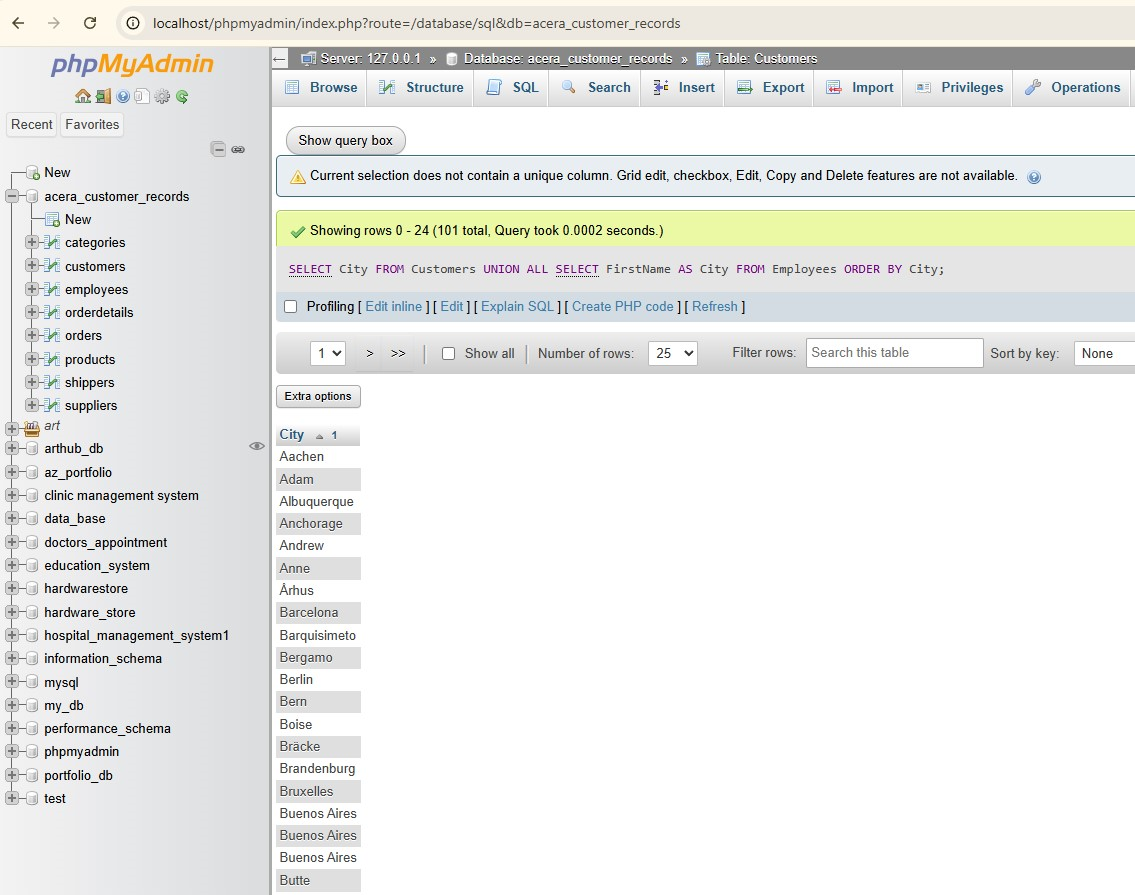 localhost/phpmyadmin/index.php?route=/database/sql&db=acera_customer_records
phpMyAdmin
Recent Favorites
New
acera_customer_records
New
categories
customers
employees
orderdetails
orders
products
shippers
suppliers
art
arthub_db
az_portfolio
clinic management system
data_base
doctors_appointment
education_system
hardwarestore
hardware_store
hospital_management_system1
information_schema
mysql
my_db
performance_schema
phpmyadmin
portfolio_db
test
Server: 127.0.0.1 » Database: acera_customer_records » Table: Customers
Browse Structure SQL Search Insert Export Import Privileges Operations
Show query box
Current selection does not contain a unique column. Grid edit, checkbox, Edit, Copy and Delete features are not available.
Showing rows 0 - 24 (101 total, Query took 0.0002 seconds.)
SELECT City FROM Customers UNION ALL SELECT FirstName AS City FROM Employees ORDER BY City;
Profiling [ Edit inline ] [ Edit ] [ Explain SQL ] [ Create PHP code ] [ Refresh ]
1 > >> | Show all | Number of rows: 25 Filter rows: Search this table Sort by key: None
Extra options
City 1
Aachen
Adam
Albuquerque
Anchorage
Andrew
Anne
Århus
Barcelona
Barquisimeto
Bergamo
Berlin
Bern
Boise
Bräcke
Brandenburg
Bruxelles
Buenos Aires
Buenos Aires
Buenos Aires
Butte